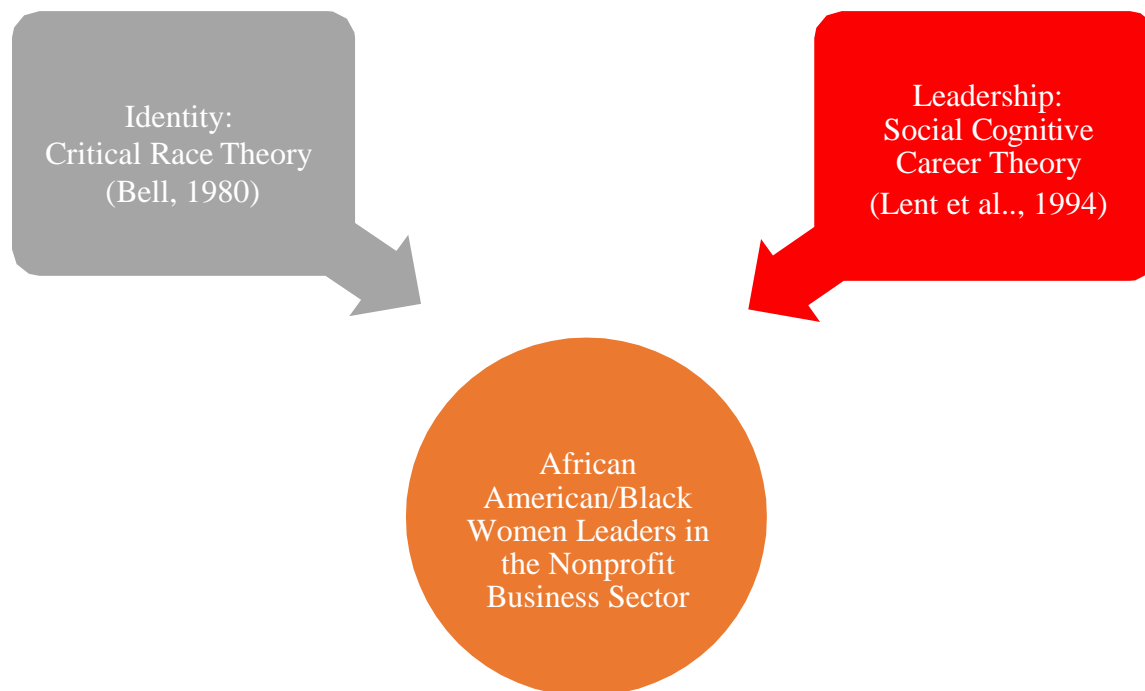 Identity:
Critical Race Theory
(Bell, 1980)
Leadership:
Social Cognitive
Career Theory
(Lent et al.., 1994)
African
American/Black
Women Leaders in
the Nonprofit
Business Sector